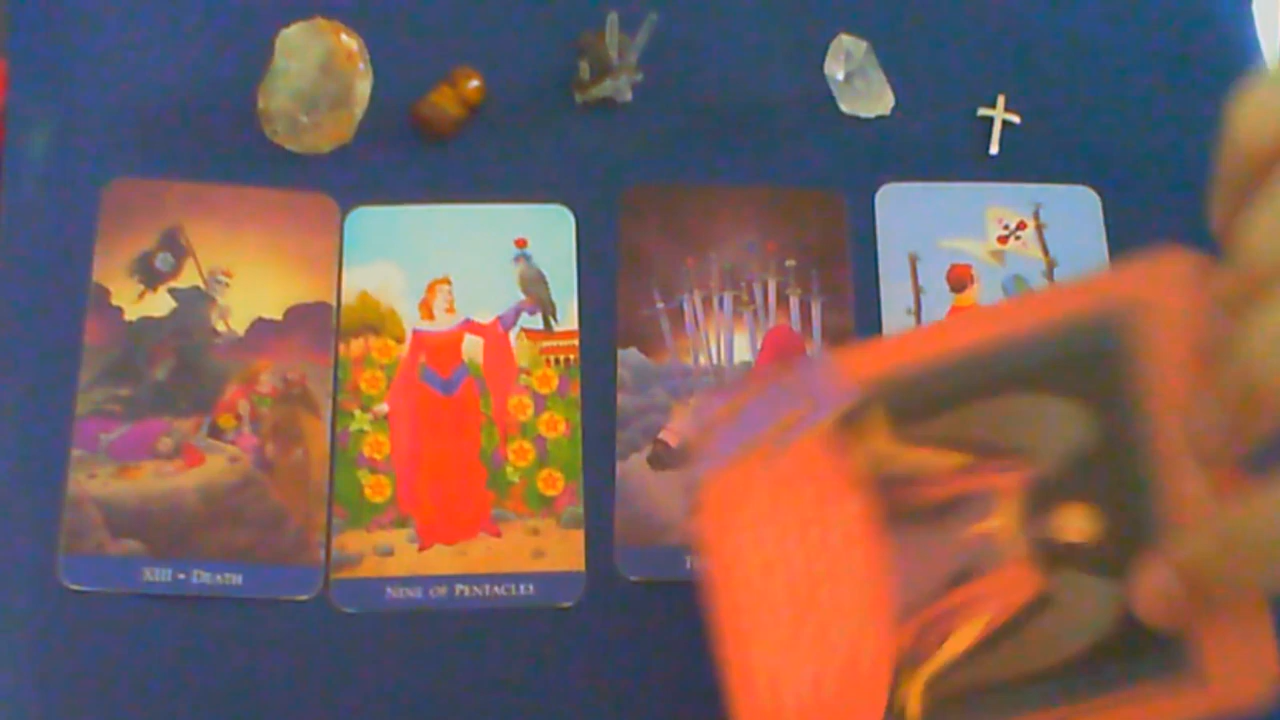 XIII - DEATH
NINE OF PENTACLES
T